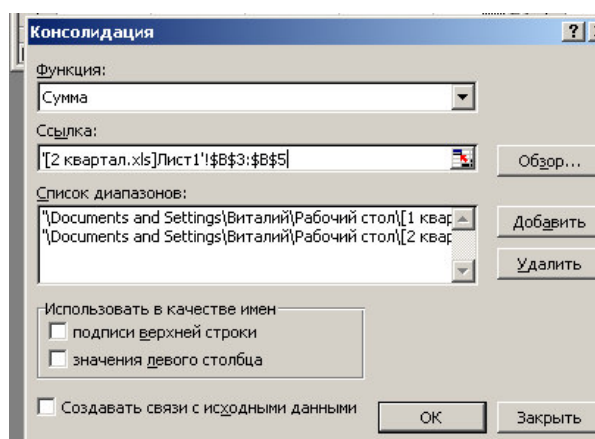 Консолидация
Функция:
Сумма
Ссылка:
'[2 квартал.xls]Лист1'!$B$3:$B$5
Обзор...
Список диапазонов:
'\Documents and Settings\Виталий\Рабочий стол\[1 квар
'\Documents and Settings\Виталий\Рабочий стол\[2 квар
Добавить
Удалить
Использовать в качестве имен
подписи верхней строки
значения левого столбца
Создавать связи с исходными данными
ОК
Закрыть